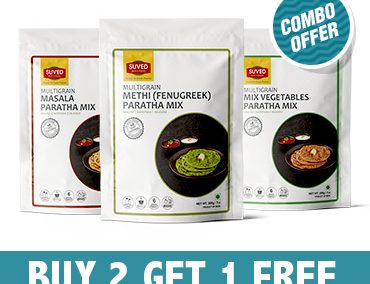 COMBO
OFFER
SUVED
MULTIGRAIN
MASALA
PARATHA MIX
SUVED
MULTIGRAIN
METHI (FENUGREEK)
PARATHA MIX
SUVED
MULTIGRAIN
MIX VEGETABLES
PARATHA MIX
BUY 2 GET 1 FREE